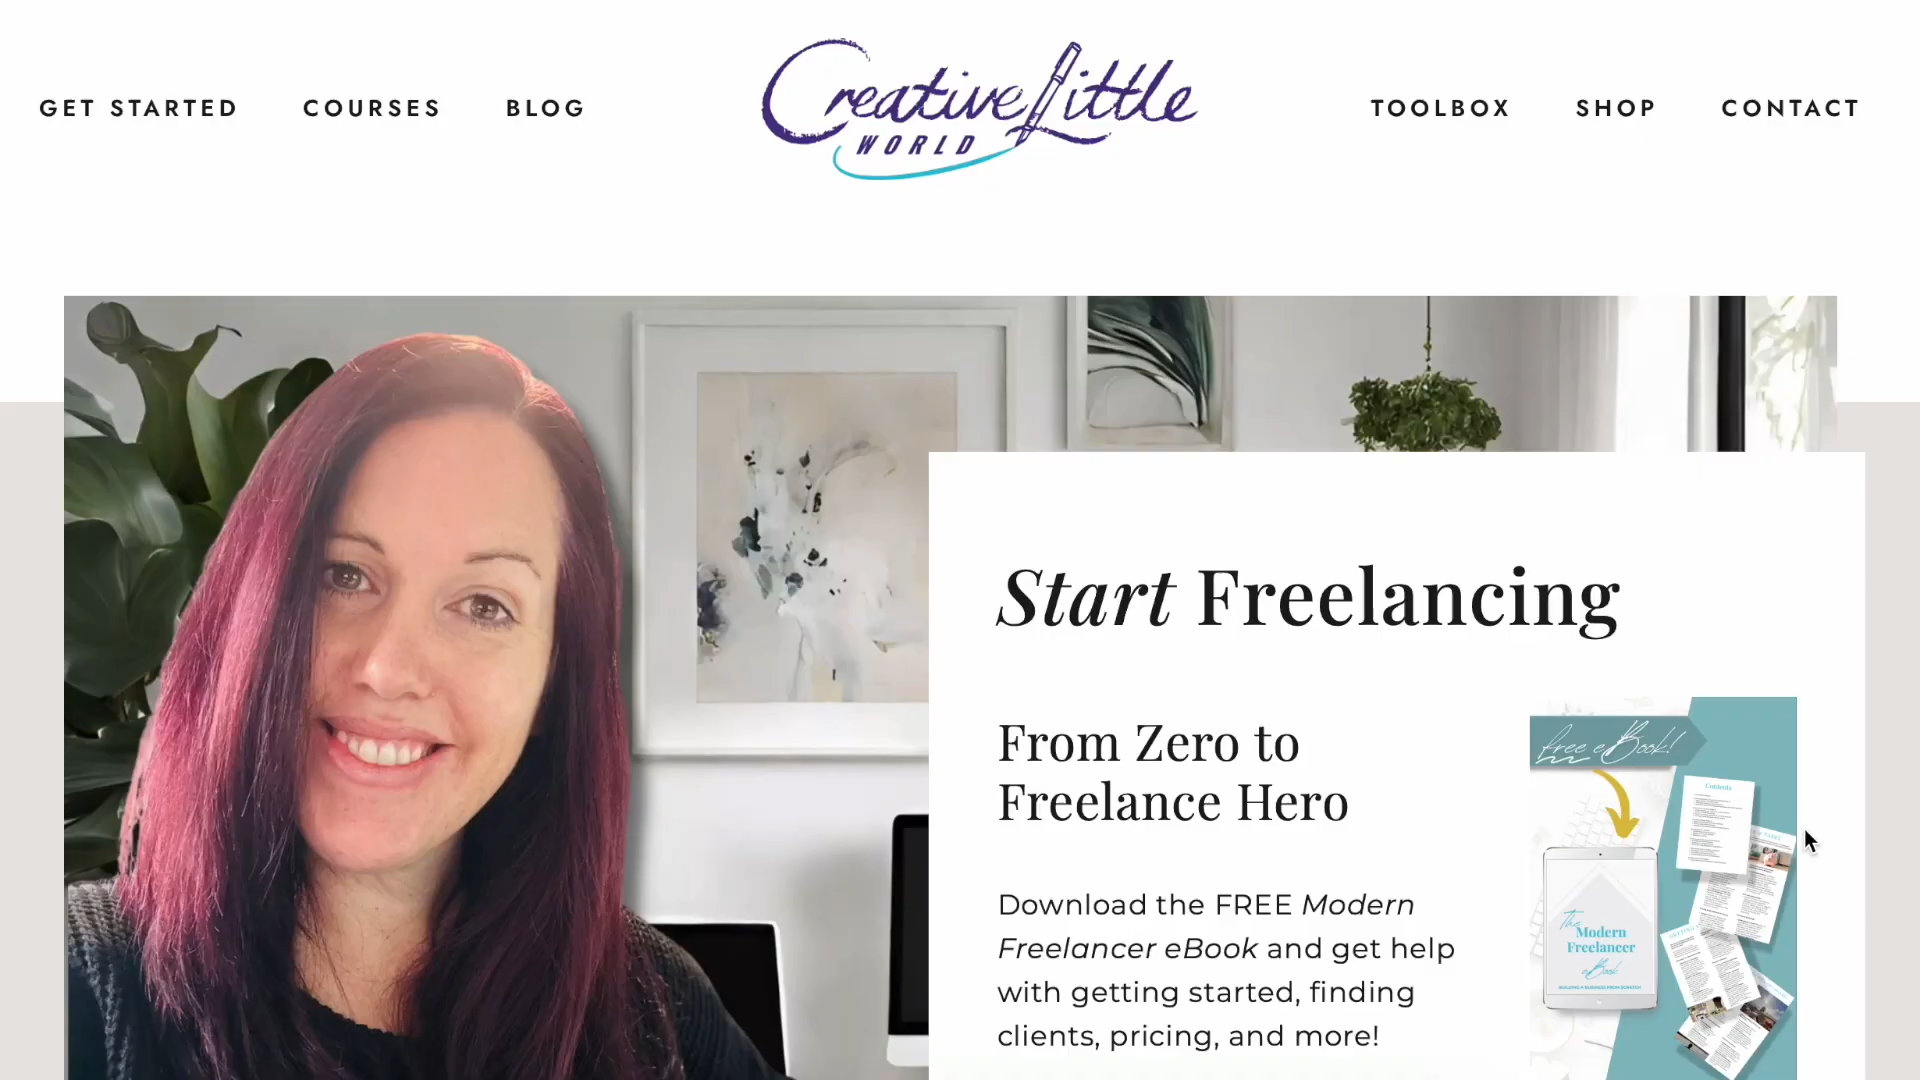 GET STARTED
COURSES
BLOG
Creative Little
WORLD
TOOLBOX
SHOP
CONTACT
Start Freelancing
From Zero to
Freelance Hero
Download the FREE Modern
Freelancer eBook and get help
with getting started, finding
clients, pricing, and more!
free eBook!
Contents
The
Modern
Freelancer
eBook